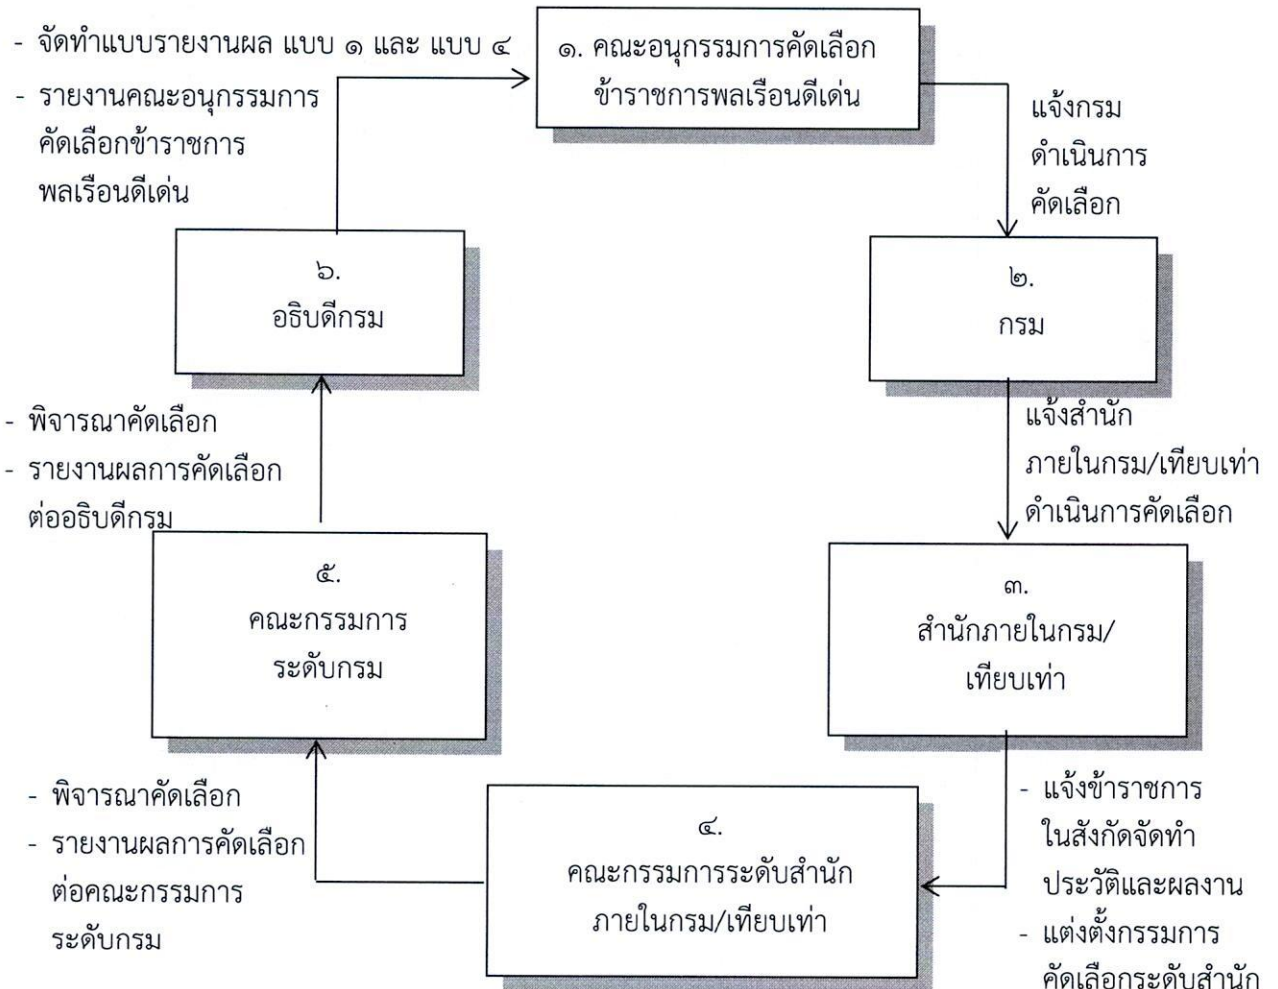 - จัดทำแบบรายงานผล แบบ ๑ และ แบบ ๔
- รายงานคณะอนุกรรมการ
คัดเลือกข้าราชการ
พลเรือนดีเด่น
๑. คณะอนุกรรมการคัดเลือก
ข้าราชการพลเรือนดีเด่น
แจ้งกรม
ดำเนินการ
คัดเลือก
๒.
กรม
แจ้งสำนัก
ภายในกรม/เทียบเท่า
ดำเนินการคัดเลือก
๓.
สำนักภายในกรม/
เทียบเท่า
- แจ้งข้าราชการ
ในสังกัดจัดทำ
ประวัติและผลงาน
- แต่งตั้งกรรมการ
คัดเลือกระดับสำนัก
๔.
คณะกรรมการระดับสำนัก
ภายในกรม/เทียบเท่า
- พิจารณาคัดเลือก
- รายงานผลการคัดเลือก
ต่อคณะกรรมการ
ระดับกรม
๕.
คณะกรรมการ
ระดับกรม
- พิจารณาคัดเลือก
- รายงานผลการคัดเลือก
ต่ออธิบดีกรม
๖.
อธิบดีกรม